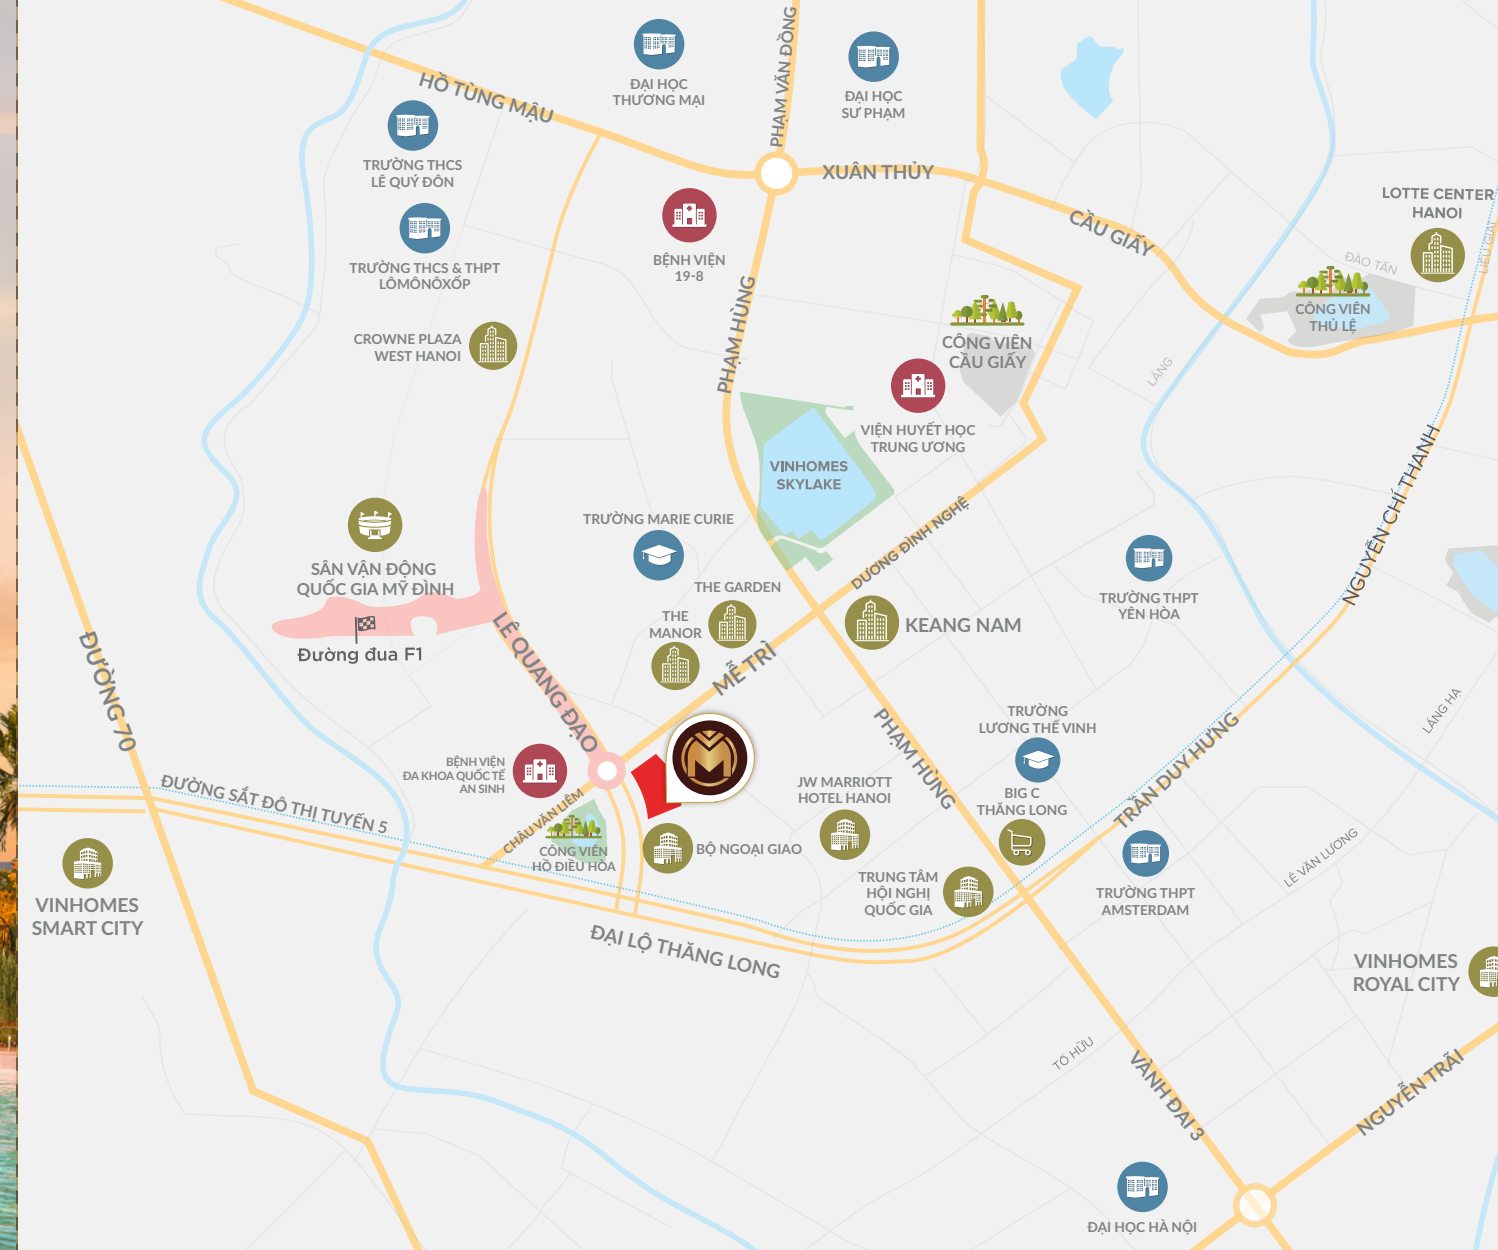 ĐẠI HỌC
THƯƠNG MẠI
PHẠM VĂN ĐỒNG
ĐẠI HỌC
SƯ PHẠM
HỒ TÙNG MẬU
TRƯỜNG THCS
LÊ QUÝ ĐÔN
XUÂN THỦY
LOTTE CENTER
HANOI
CẦU GIẤY
LIỄU GIAI
ĐÀO TẤN
TRƯỜNG THCS & THPT
LÔMÔNÔXỐP
BỆNH VIỆN
19-8
CÔNG VIÊN
THỦ LỆ
PHẠM HÙNG
CROWNE PLAZA
WEST HANOI
CÔNG VIÊN
CẦU GIẤY
LÁNG
VIỆN HUYẾT HỌC
TRUNG ƯƠNG
VINHOMES
SKYLAKE
NGUYỄN CHÍ THANH
TRƯỜNG MARIE CURIE
DƯƠNG ĐÌNH NGHỆ
SÂN VẬN ĐỘNG
QUỐC GIA MỸ ĐÌNH
THE GARDEN
TRƯỜNG THPT
YÊN HÒA
THE
MANOR
KEANG NAM
Đường đua F1
LÊ QUANG ĐẠO
MỄ TRÌ
ĐƯỜNG 70
LÁNG HẠ
TRƯỜNG
LƯƠNG THẾ VINH
PHẠM HÙNG
TRẦN DUY HƯNG
M
BỆNH VIỆN
ĐA KHOA QUỐC TẾ
AN SINH
JW MARRIOTT
HOTEL HANOI
BIG C
THĂNG LONG
ĐƯỜNG SẮT ĐÔ THỊ TUYẾN 5
CHÂU VĂN LIÊM
CÔNG VIÊN
HỒ ĐIỀU HÒA
BỘ NGOẠI GIAO
LÊ VĂN LƯƠNG
TRUNG TÂM
HỘI NGHỊ
QUỐC GIA
TRƯỜNG THPT
AMSTERDAM
VINHOMES
SMART CITY
ĐẠI LỘ THĂNG LONG
VINHOMES
ROYAL CITY
TỐ HỮU
VÀNH ĐAI 3
NGUYỄN TRÃI
ĐẠI HỌC HÀ NỘI